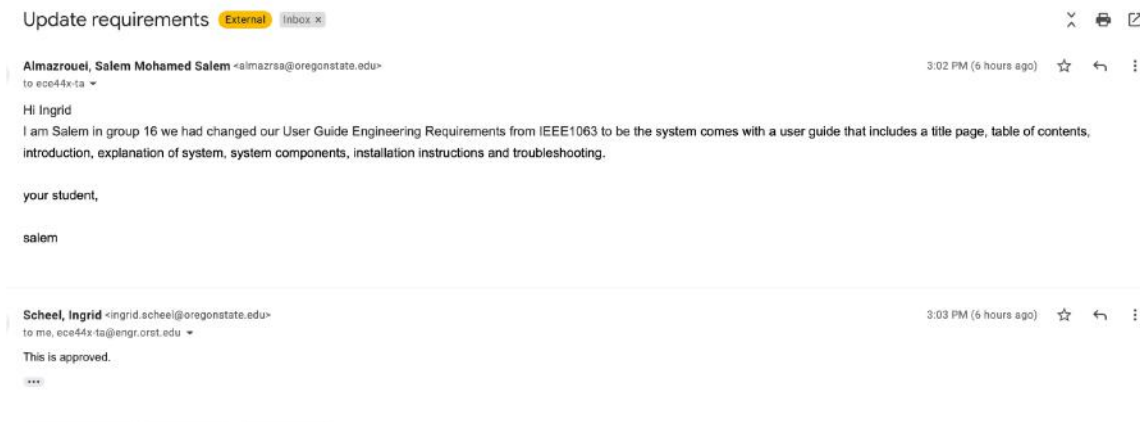 Update requirements External Inbox x
Almazrouei, Salem Mohamed Salem <almazrsa@oregonstate.edu> 3:02 PM (6 hours ago)
to ece44x-ta
Hi Ingrid
I am Salem in group 16 we had changed our User Guide Engineering Requirements from IEEE1063 to be the system comes with a user guide that includes a title page, table of contents,
introduction, explanation of system, system components, installation instructions and troubleshooting.
your student,
salem
Scheel, Ingrid <ingrid.scheel@oregonstate.edu> 3:03 PM (6 hours ago)
to me, ece44x-ta@engr.orst.edu
This is approved.